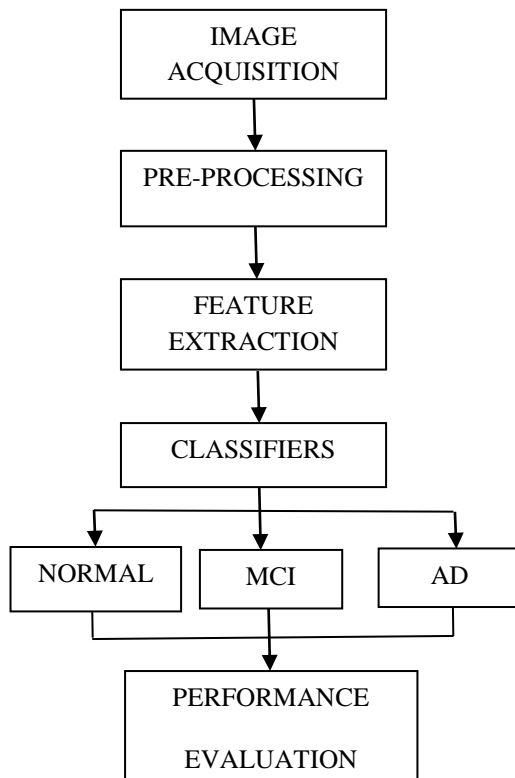 IMAGE
ACQUISITION
PRE-PROCESSING
FEATURE
EXTRACTION
CLASSIFIERS
NORMAL
MCI
AD
PERFORMANCE
EVALUATION